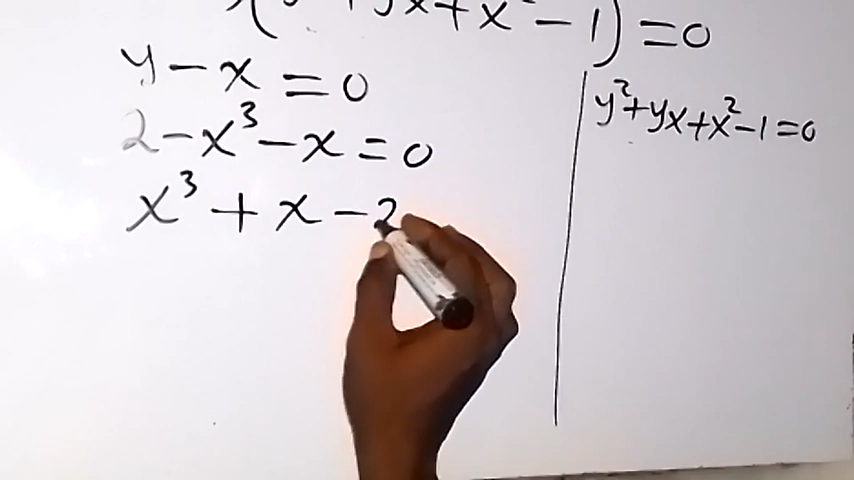 + yx + x² - 1) = 0
y - x = 0
2 - x³ - x = 0
x³ + x - 2
y² + yx + x² - 1 = 0